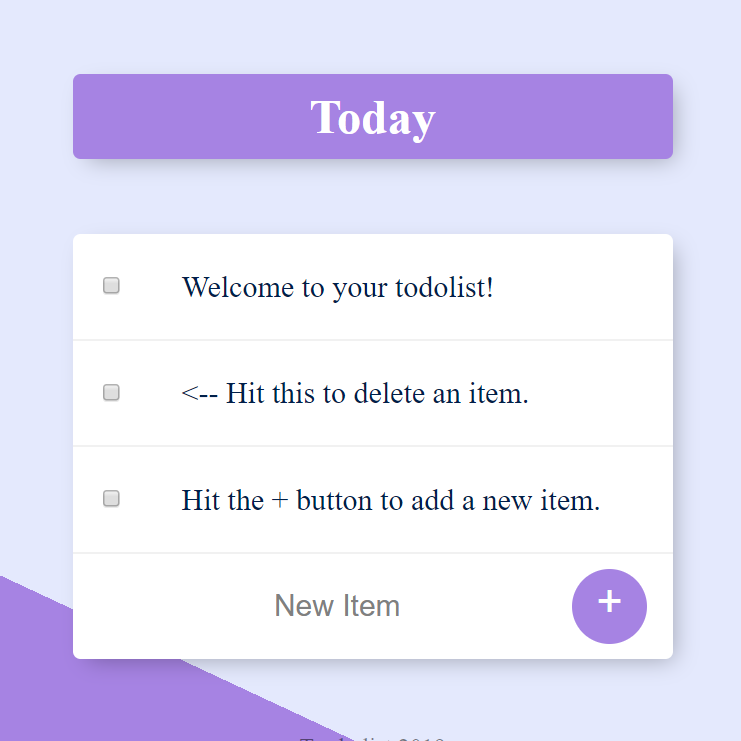 Today
Welcome to your todolist!
<-- Hit this to delete an item.
Hit the + button to add a new item.
New Item
+